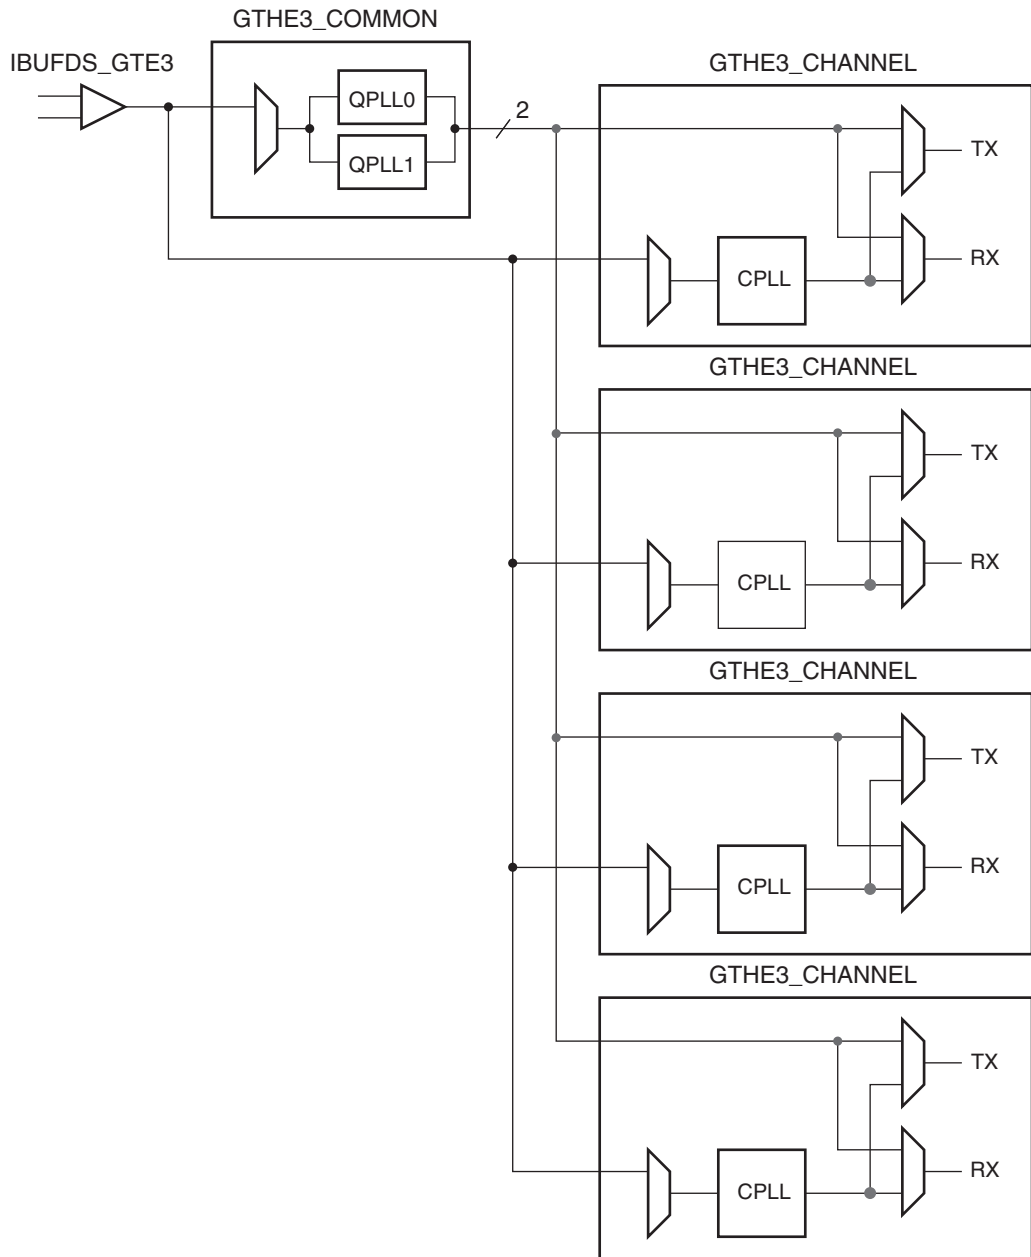 GTHE3_COMMON
IBUFDS_GTE3
QPLL0
QPLL1
2
GTHE3_CHANNEL
TX
CPLL
RX
GTHE3_CHANNEL
TX
CPLL
RX
GTHE3_CHANNEL
TX
CPLL
RX
GTHE3_CHANNEL
TX
CPLL
RX